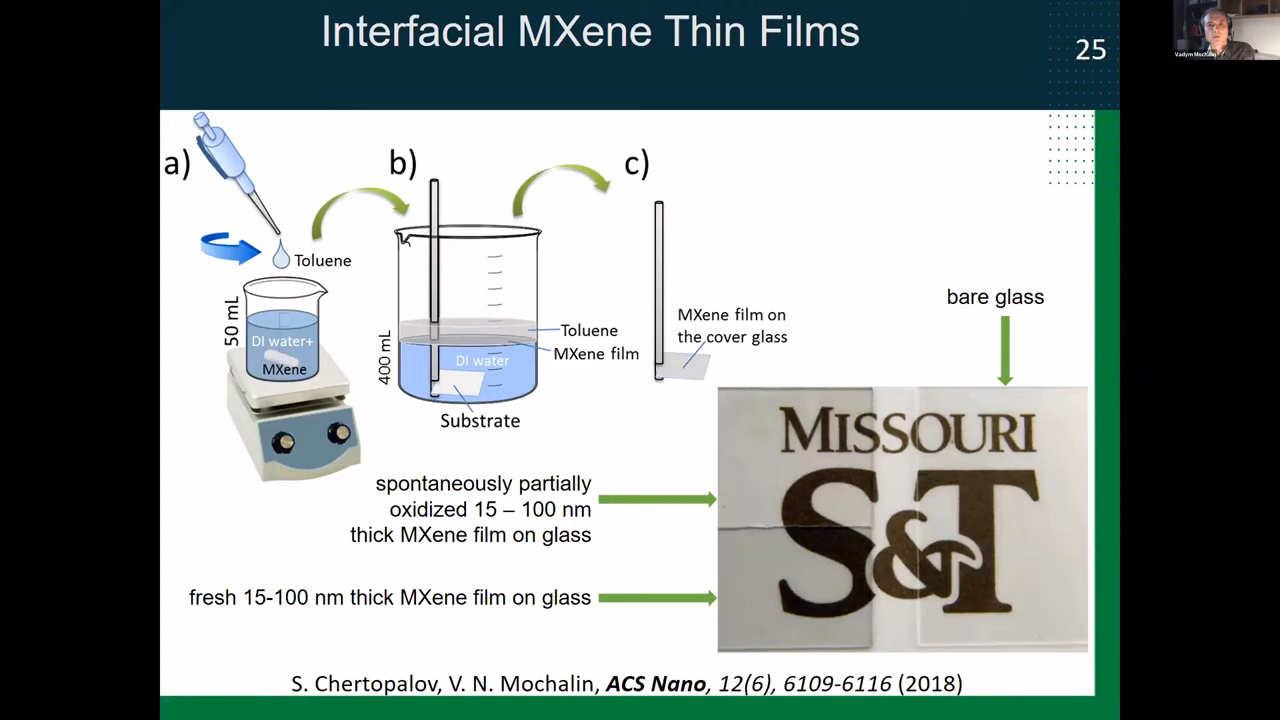 Interfacial MXene Thin Films
25
Vadym Mochalin
a)
b)
c)
Toluene
50 mL
DI water+
MXene
400 mL
Toluene
MXene film
DI water
Substrate
MXene film on
the cover glass
bare glass
MISSOURI
S&T
spontaneously partially
oxidized 15 – 100 nm
thick MXene film on glass
fresh 15-100 nm thick MXene film on glass
S. Chertopalov, V. N. Mochalin, ACS Nano, 12(6), 6109-6116 (2018)